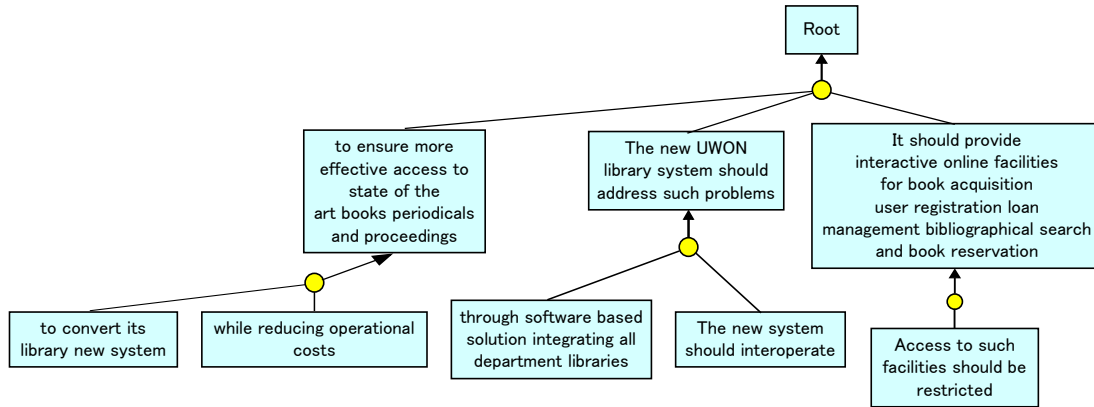 Root
to ensure more
effective access to
state of the
art books periodicals
and proceedings
The new UWON
library system should
address such problems
It should provide
interactive online facilities
for book acquisition
user registration loan
management bibliographical search
and book reservation
to convert its
library new system
while reducing operational
costs
through software based
solution integrating all
department libraries
The new system
should interoperate
Access to such
facilities should be
restricted